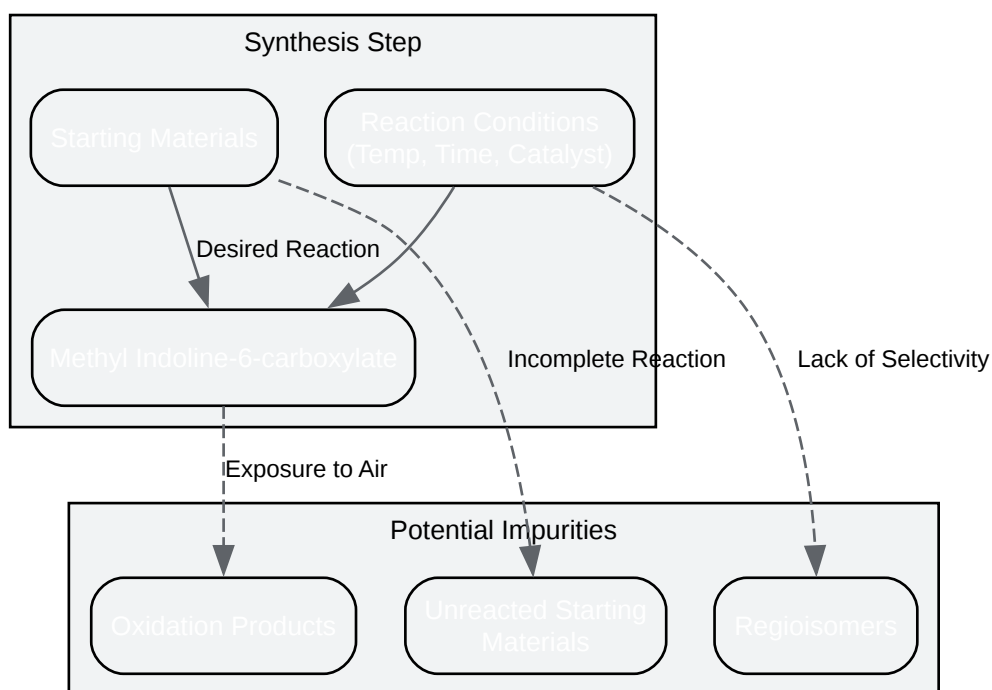 Synthesis Step
Starting Materials
Reaction Conditions
(Temp, Time, Catalyst)
Desired Reaction
Methyl Indoline-6-carboxylate
Incomplete Reaction
Lack of Selectivity
Exposure to Air
Potential Impurities
Oxidation Products
Unreacted Starting
Materials
Regioisomers